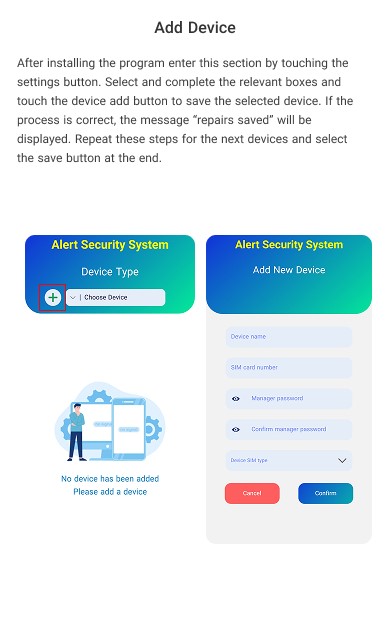 Add Device
After installing the program enter this section by touching the
settings button. Select and complete the relevant boxes and
touch the device add button to save the selected device. If the
process is correct, the message “repairs saved” will be
displayed. Repeat these steps for the next devices and select
the save button at the end.
Alert Security System
Device Type
Choose Device
No device has been added
Please add a device
Alert Security System
Add New Device
Device name
SIM card number
Manager password
Confirm manager password
Device SIM type
Cancel
Confirm